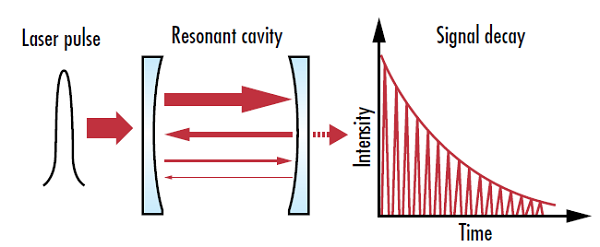 Laser pulse
Resonant cavity
Signal decay
Intensity
Time